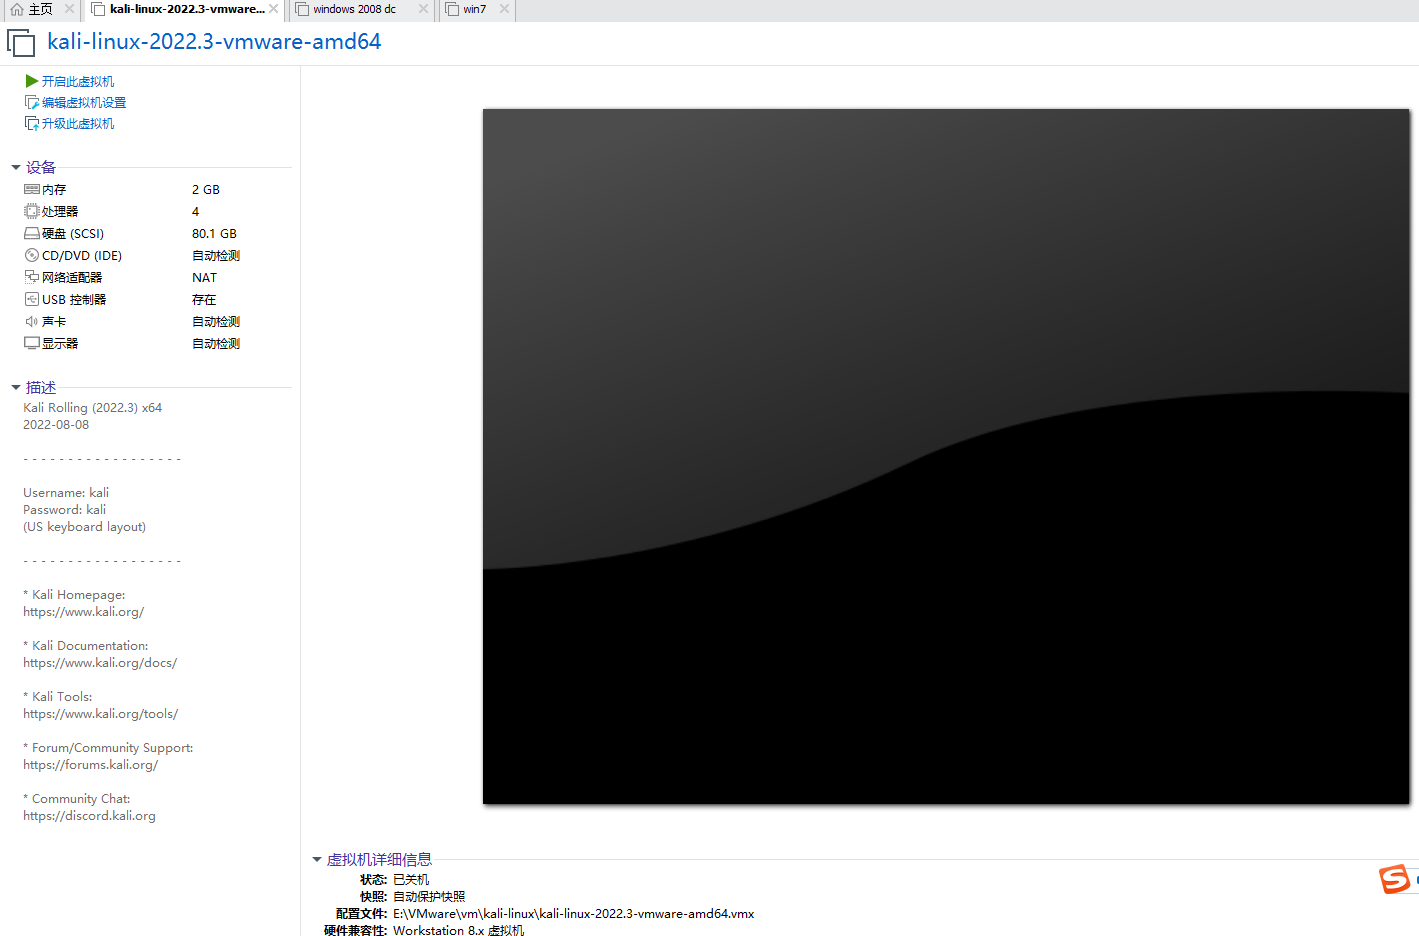 主页
kali-linux-2022.3-vmware...
windows 2008 dc
win7
kali-linux-2022.3-vmware-amd64
开启此虚拟机
编辑虚拟机设置
升级此虚拟机
设备
内存 2 GB
处理器 4
硬盘 (SCSI) 80.1 GB
CD/DVD (IDE) 自动检测
网络适配器 NAT
USB 控制器 存在
声卡 自动检测
显示器 自动检测
描述
Kali Rolling (2022.3) x64
2022-08-08
- - - - - - - - - - - - - - - - - -
Username: kali
Password: kali
(US keyboard layout)
- - - - - - - - - - - - - - - - - -
* Kali Homepage:
https://www.kali.org/
* Kali Documentation:
https://www.kali.org/docs/
* Kali Tools:
https://www.kali.org/tools/
* Forum/Community Support:
https://forums.kali.org/
* Community Chat:
https://discord.kali.org
虚拟机详细信息
状态: 已关机
快照: 自动保护快照
配置文件: E:\VMware\vm\kali-linux\kali-linux-2022.3-vmware-amd64.vmx
硬件兼容性: Workstation 8.x 虚拟机